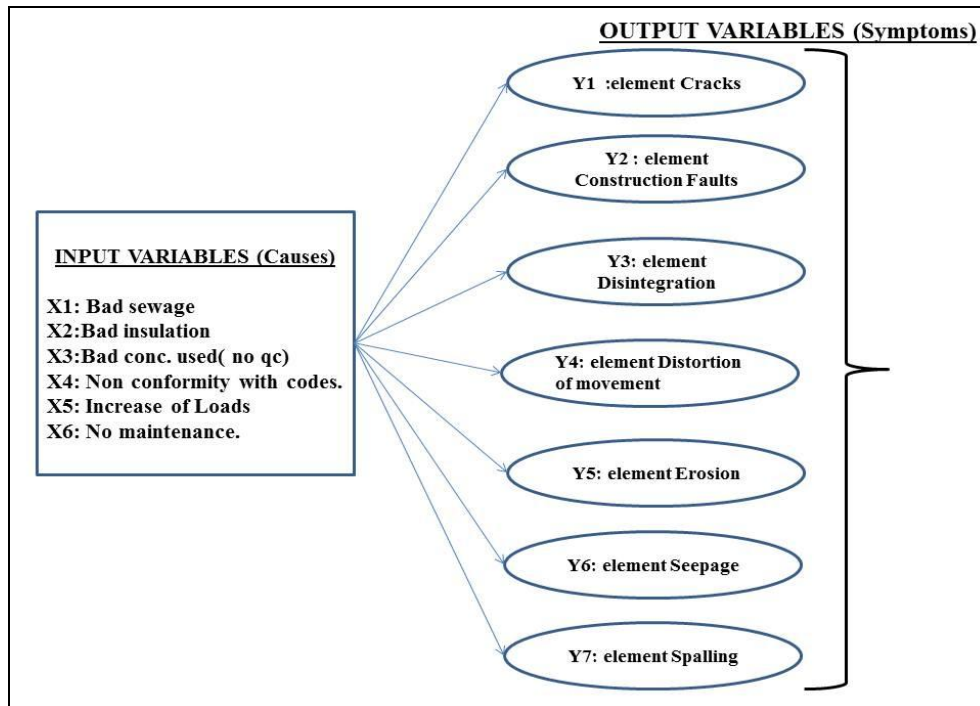 OUTPUT VARIABLES (Symptoms)
Y1 :element Cracks
Y2 : element
Construction Faults
INPUT VARIABLES (Causes)
X1: Bad sewage
X2:Bad insulation
X3:Bad conc. used( no qc)
X4: Non conformity with codes.
X5: Increase of Loads
X6: No maintenance.
Y3: element
Disintegration
Y4: element Distortion
of movement
Y5: element Erosion
Y6: element Seepage
Y7: element Spalling